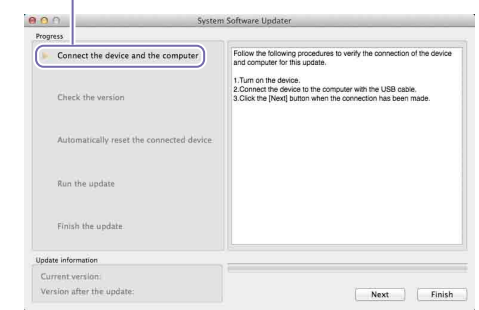 System Software Updater
Progress
Connect the device and the computer
Check the version
Automatically reset the connected device
Run the update
Finish the update
Follow the following procedures to verify the connection of the device
and computer for this update.
1.Turn on the device.
2.Connect the device to the computer with the USB cable.
3.Click the [Next] button when the connection has been made.
Update information
Current version:
Version after the update:
Next
Finish